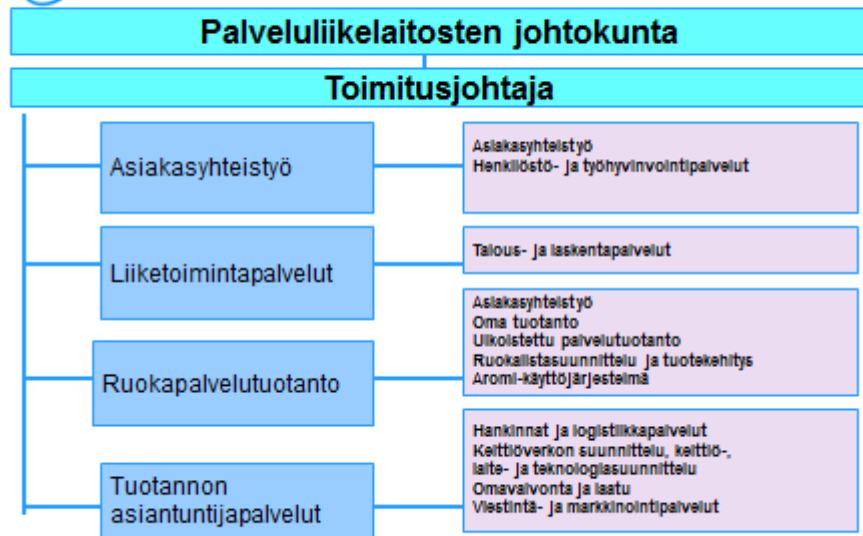 Palveluliikelaitosten johtokunta
Toimitusjohtaja
Asiakasyhteistyö
Asiakasyhteistyö
Henkilöstö- ja työhyvinvointipalvelut
Liiketoimintapalvelut
Talous- ja laskentapalvelut
Ruokapalvelutuotanto
Asiakasyhteistyö
Oma tuotanto
Ulkoistettu palvelutuotanto
Ruokalistasuunnittelu ja tuotekehitys
Aromi-käyttöjärjestelmä
Tuotannon
asiantuntijapalvelut
Hankinnat ja logistiikkapalvelut
Keittiöverkon suunnittelu, keittiö-,
laite- ja teknologiasuunnittelu
Omavalvonta ja laatu
Viestintä- ja markkinointipalvelut